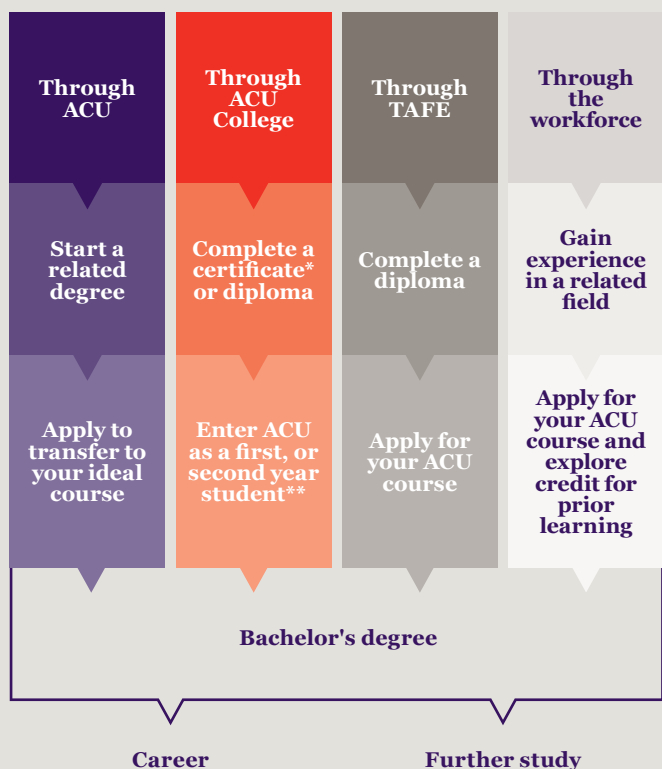 Through
ACU
Through
ACU
College
Through
TAFE
Through
the
workforce
Start a
related
degree
Complete a
certificate*
or diploma
Complete a
diploma
Gain
experience
in a related
field
Apply to
transfer to
your ideal
course
Enter ACU
as a first, or
second year
student**
Apply for
your ACU
course
Apply for
your ACU
course and
explore
credit for
prior
learning
Bachelor's degree
Career
Further study